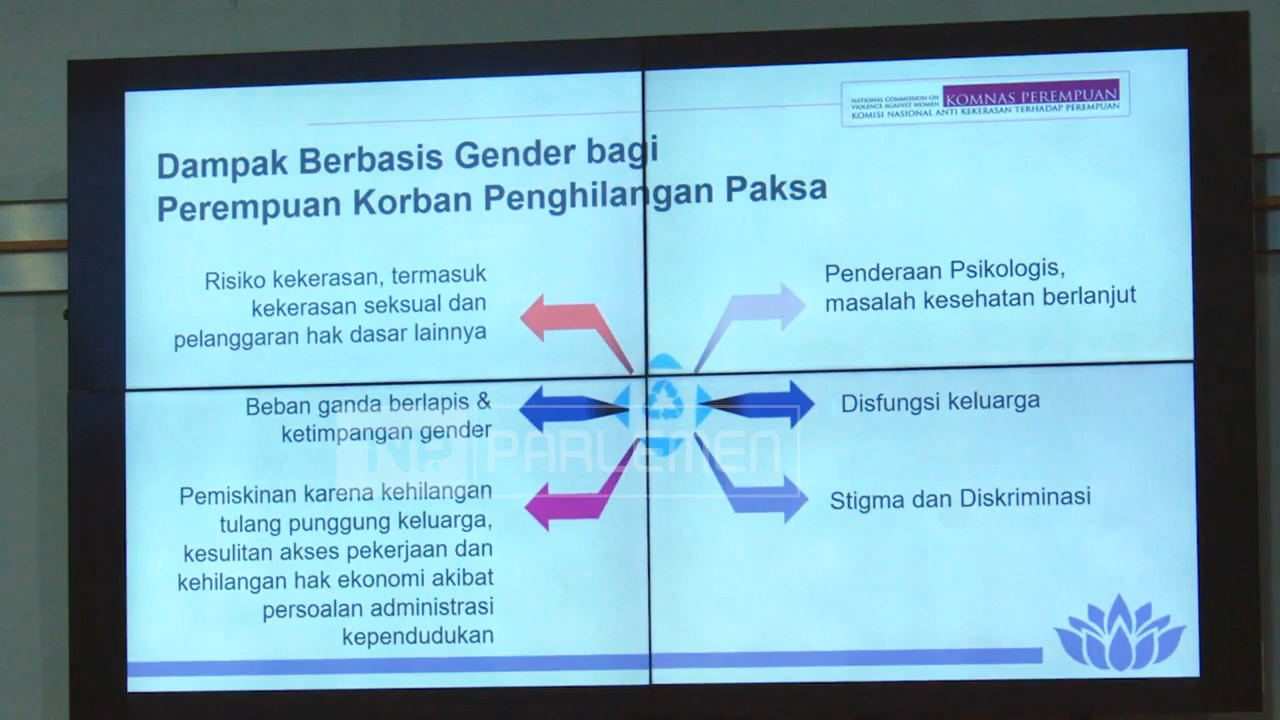 NATIONAL COMMISSION ON
VIOLENCE AGAINST WOMEN
KOMNAS PEREMPUAN
KOMISI NASIONAL ANTI KEKERASAN TERHADAP PEREMPUAN
Dampak Berbasis Gender bagi
Perempuan Korban Penghilangan Paksa
Risiko kekerasan, termasuk
kekerasan seksual dan
pelanggaran hak dasar lainnya
Beban ganda berlapis &
ketimpangan gender
Pemiskinan karena kehilangan
tulang punggung keluarga,
kesulitan akses pekerjaan dan
kehilangan hak ekonomi akibat
persoalan administrasi
kependudukan
Penderaan Psikologis,
masalah kesehatan berlanjut
Disfungsi keluarga
Stigma dan Diskriminasi
PARLEMEN